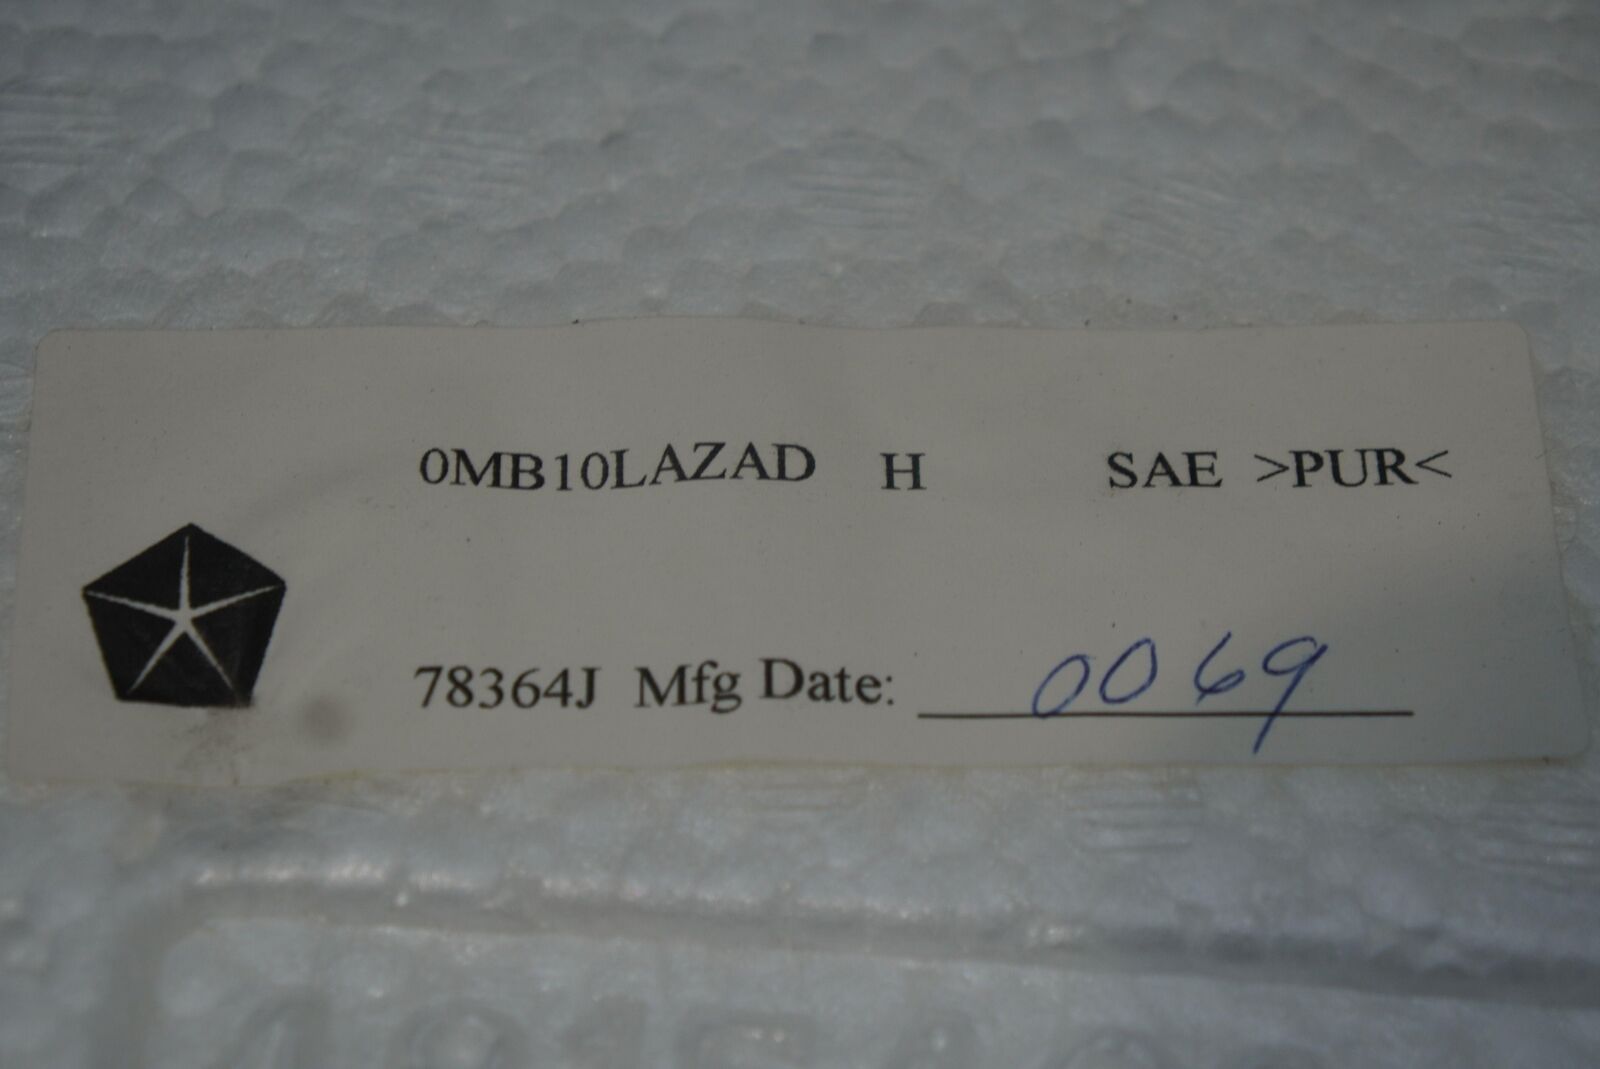 0MB10LAZAD H SAE >PUR<
78364J Mfg Date: 0069